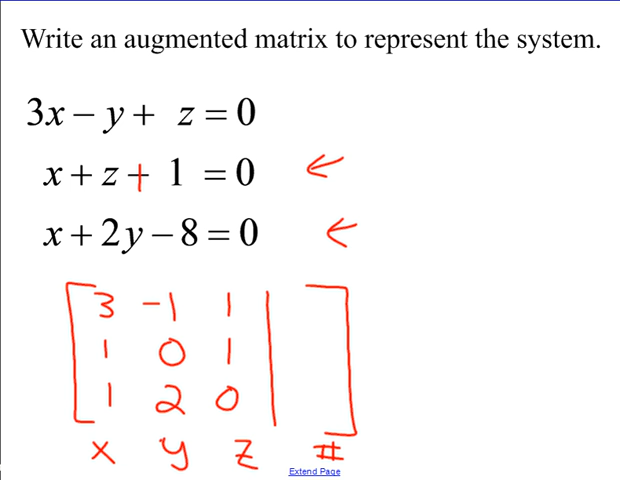 Write an augmented matrix to represent the system.
3x − y + z = 0
x + z + 1 = 0 ←
x + 2y − 8 = 0 ←
3 -1 1
1 0 1
1 2 0
x y z #
Extend Page